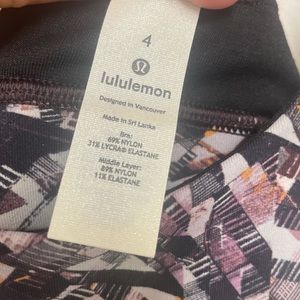 4
lululemon
Designed in Vancouver
Made in Sri Lanka
Bra:
69% NYLON
31% LYCRA® ELASTANE
Middle Layer:
89% NYLON
11% ELASTANE